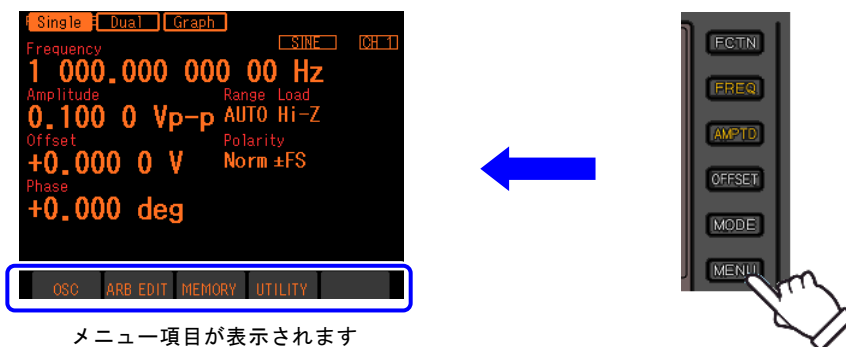 Single Dual Graph
Frequency SINE CH 1
1 000.000 000 00 Hz
Amplitude Range Load
0.100 0 Vp-p AUTO Hi-Z
Offset Polarity
+0.000 0 V Norm ±FS
Phase
+0.000 deg
OSC ARB EDIT MEMORY UTILITY
メニュー項目が表示されます
FCTN
FREQ
AMPTD
OFFSET
MODE
MENU